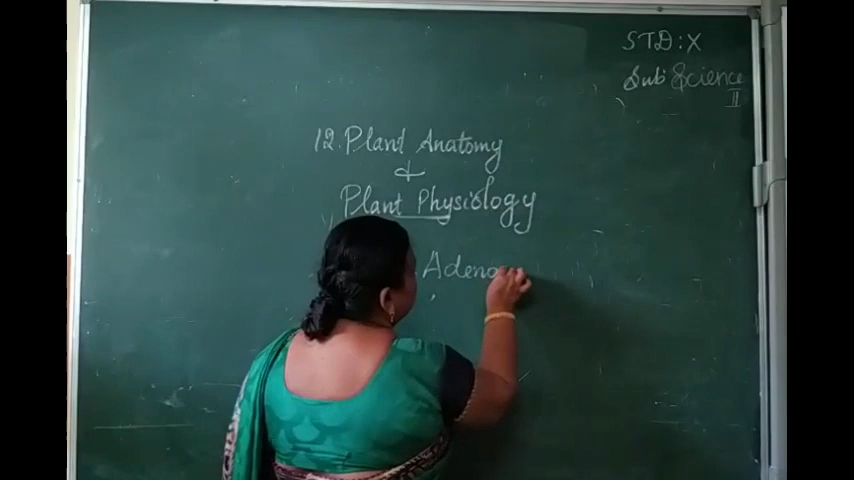 STD: X
Sub Science
II
12. Plant Anatomy
&
Plant Physiology
Adeno